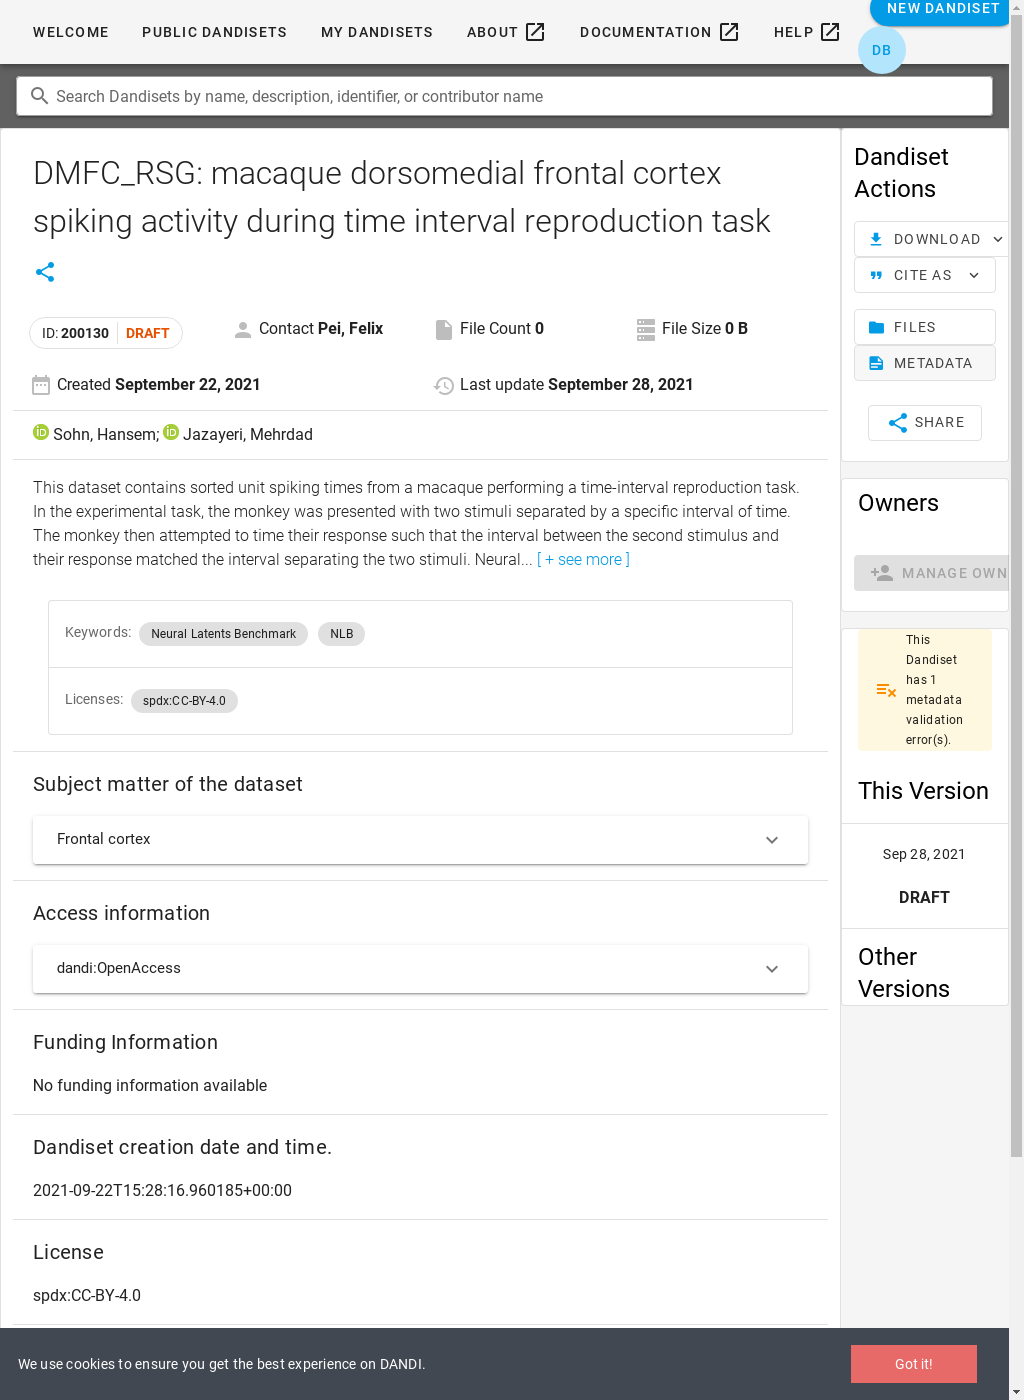 WELCOME PUBLIC DANDISETS MY DANDISETS ABOUT DOCUMENTATION HELP NEW DANDISET
DB
Search Dandisets by name, description, identifier, or contributor name
DMFC_RSG: macaque dorsomedial frontal cortex
spiking activity during time interval reproduction task
ID: 200130 DRAFT
Contact Pei, Felix
File Count 0
File Size 0 B
Created September 22, 2021
Last update September 28, 2021
Sohn, Hansem; Jazayeri, Mehrdad
This dataset contains sorted unit spiking times from a macaque performing a time-interval reproduction task.
In the experimental task, the monkey was presented with two stimuli separated by a specific interval of time.
The monkey then attempted to time their response such that the interval between the second stimulus and
their response matched the interval separating the two stimuli. Neural... [ + see more ]
Keywords: Neural Latents Benchmark NLB
Licenses: spdx:CC-BY-4.0
Subject matter of the dataset
Frontal cortex
Access information
dandi:OpenAccess
Funding Information
No funding information available
Dandiset creation date and time.
2021-09-22T15:28:16.960185+00:00
License
spdx:CC-BY-4.0
Dandiset
Actions
DOWNLOAD
CITE AS
FILES
METADATA
SHARE
Owners
MANAGE OWN
This
Dandiset
has 1
metadata
validation
error(s).
This Version
Sep 28, 2021
DRAFT
Other
Versions
We use cookies to ensure you get the best experience on DANDI.
Got it!